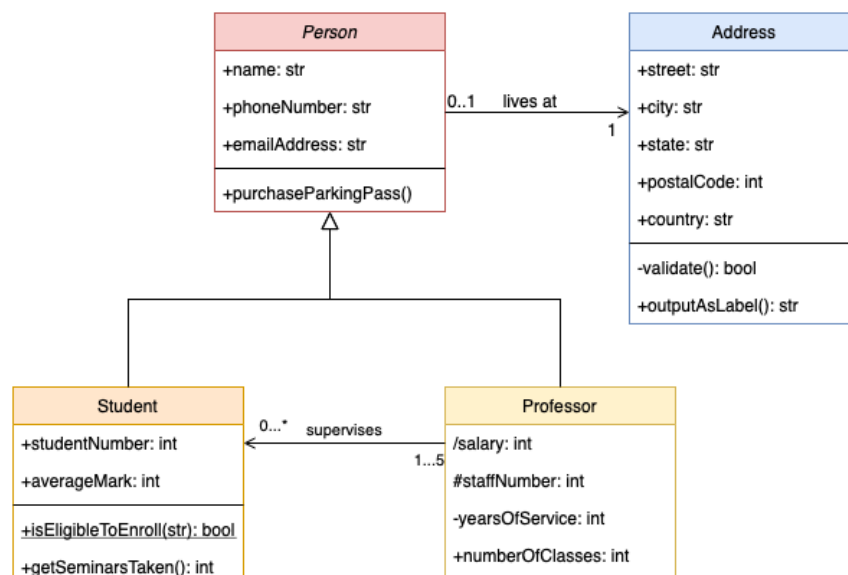 Person
+name: str
+phoneNumber: str
+emailAddress: str
+purchaseParkingPass()
0..1 lives at
1
Address
+street: str
+city: str
+state: str
+postalCode: int
+country: str
-validate(): bool
+outputAsLabel(): str
Student
+studentNumber: int
+averageMark: int
+isEligibleToEnroll(str): bool
+getSeminarsTaken(): int
0...* supervises
1...5
Professor
/salary: int
#staffNumber: int
-yearsOfService: int
+numberOfClasses: int